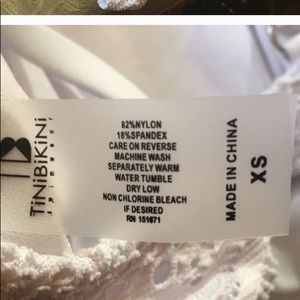 B
TiNiBiKiNi
swimwear
82%NYLON
18%SPANDEX
CARE ON REVERSE
MACHINE WASH
SEPARATELY WARM
WATER TUMBLE
DRY LOW
NON CHLORINE BLEACH
IF DESIRED
RN 151671
MADE IN CHINA
XS